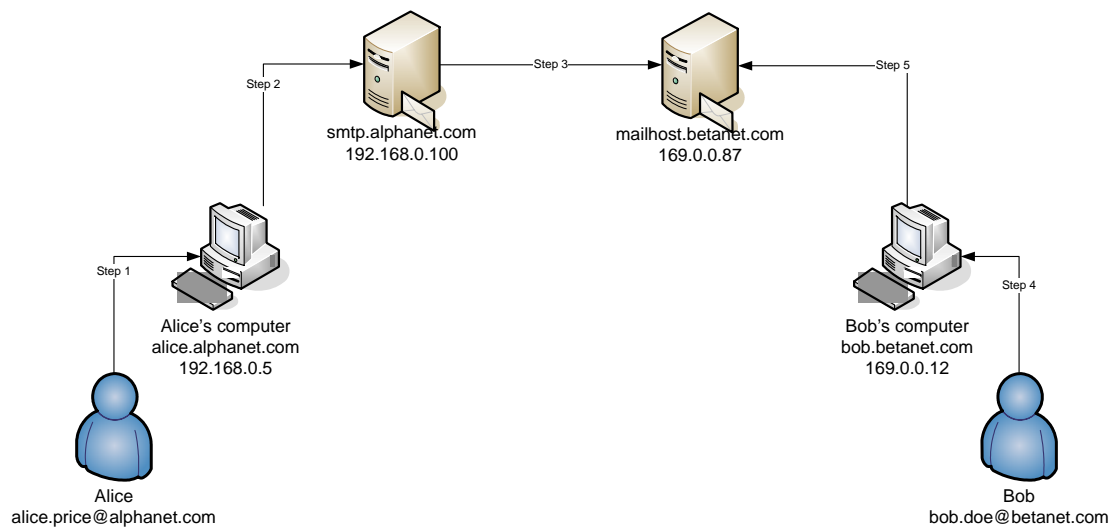 Step 3
Step 5
Step 2
smtp.alphanet.com
192.168.0.100
mailhost.betanet.com
169.0.0.87
Step 1
Step 4
Alice’s computer
alice.alphanet.com
192.168.0.5
Bob’s computer
bob.betanet.com
169.0.0.12
Alice
alice.price@alphanet.com
Bob
bob.doe@betanet.com